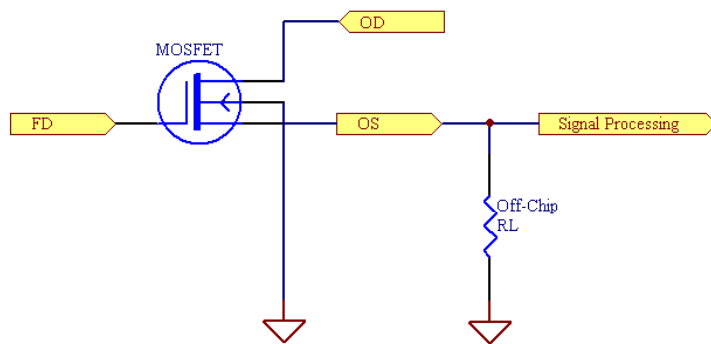 OD
MOSFET
FD
OS
Signal Processing
Off-Chip
RL